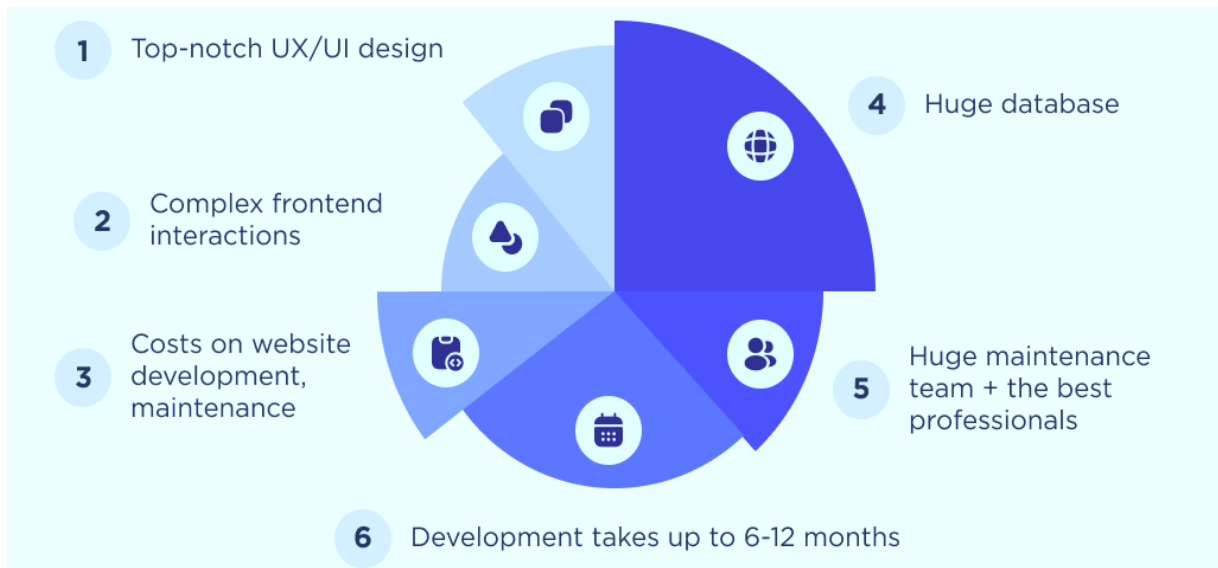 1 Top-notch UX/UI design
2 Complex frontend
interactions
3 Costs on website
development,
maintenance
4 Huge database
5 Huge maintenance
team + the best
professionals
6 Development takes up to 6-12 months